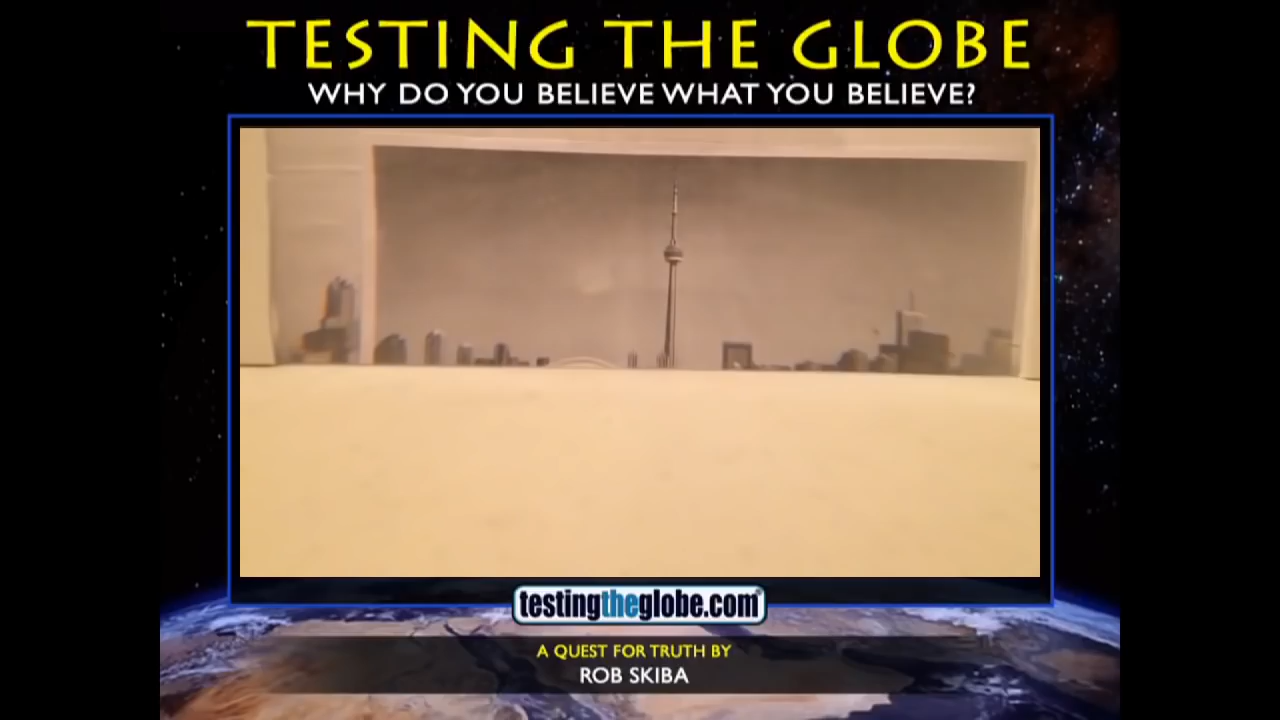 TESTING THE GLOBE
WHY DO YOU BELIEVE WHAT YOU BELIEVE?
testingtheglobe.com
A QUEST FOR TRUTH BY
ROB SKIBA